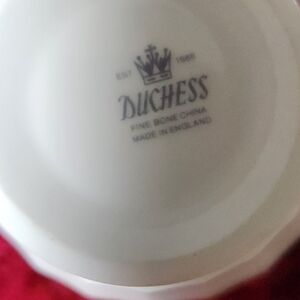 EST 1888
DUCHESS
FINE BONE CHINA
MADE IN ENGLAND